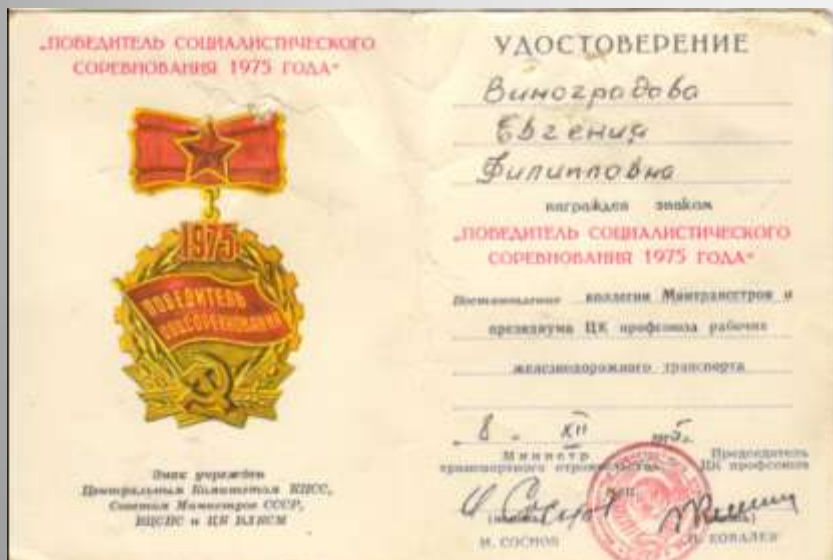 „ПОБЕДИТЕЛЬ СОЦИАЛИСТИЧЕСКОГО
СОРЕВНОВАНИЯ 1975 ГОДА“
1975
ПОБЕДИТЕЛЬ
СОЦСОРЕВНОВАНИЯ
Знак учрежден
Центральным Комитетом КПСС,
Советом Министров СССР,
ВЦСПС и ЦК ВЛКСМ
УДОСТОВЕРЕНИЕ
Виноградова
Евгения
Филипповна
награжден знаком
„ПОБЕДИТЕЛЬ СОЦИАЛИСТИЧЕСКОГО
СОРЕВНОВАНИЯ 1975 ГОДА“
Постановление коллегии Минтрансстроя и
президиума ЦК профсоюза рабочих
железнодорожного транспорта
„8“ XII 1975г.
Министр
транспортного строительства
И. СОСНОВ
Председатель
ЦК профсоюза
Н. КОВАЛЕВ